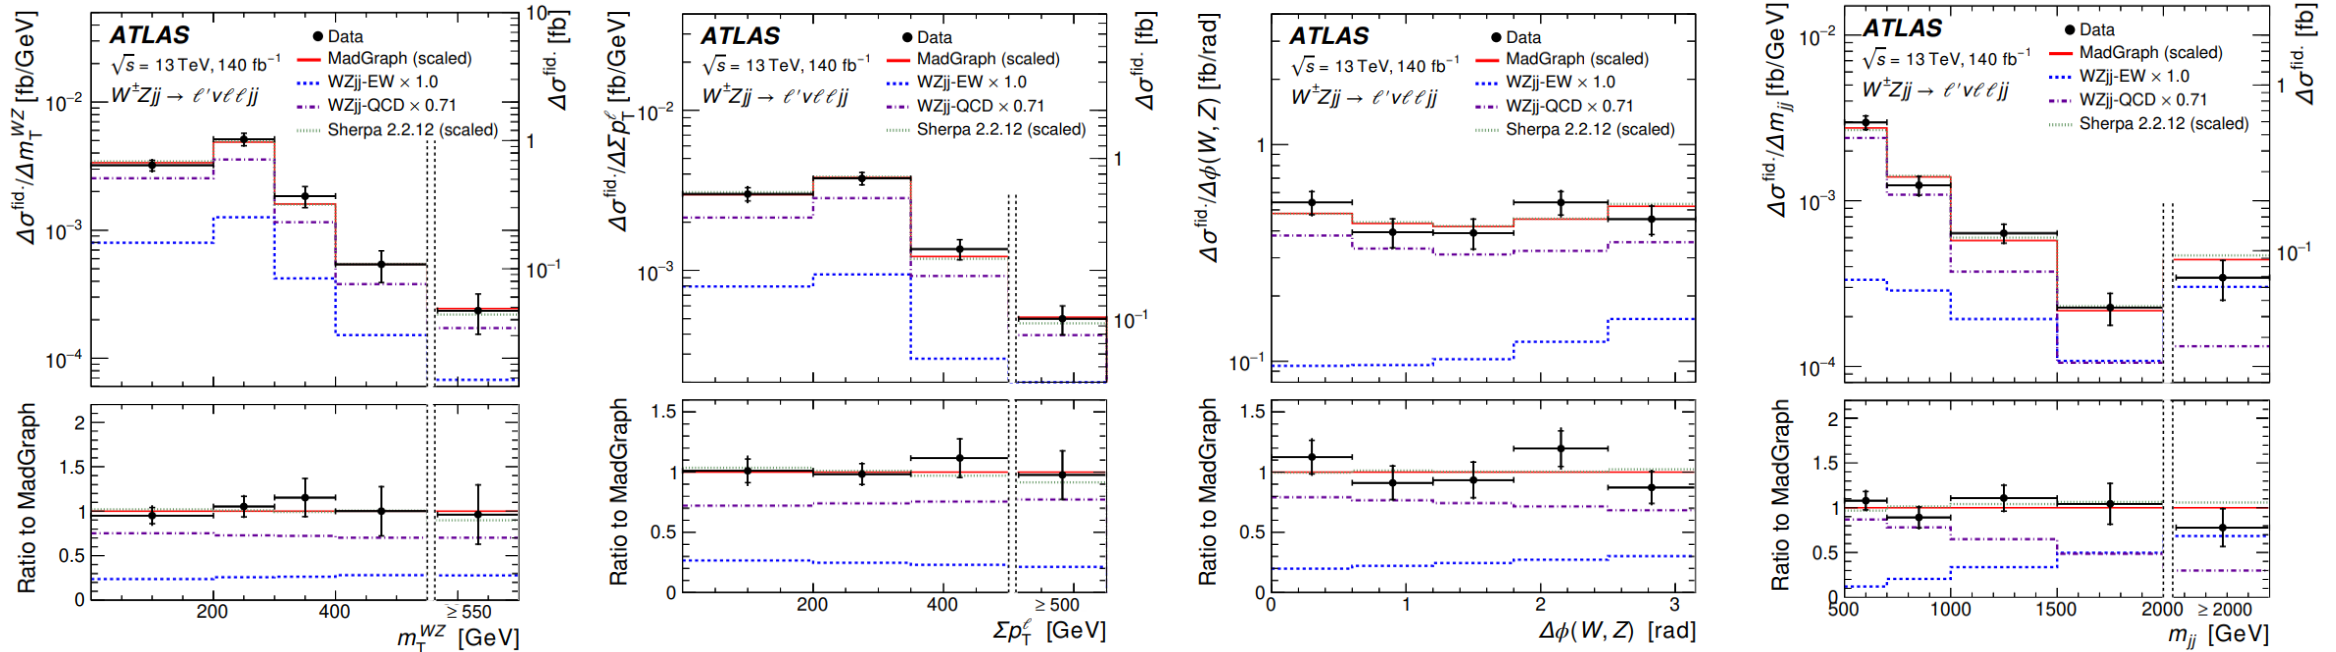 Δσ^fid./Δm_T^WZ [fb/GeV]
10^−2
10^−3
10^−4
ATLAS
√s = 13 TeV, 140 fb^−1
W^±Zjj → ℓ′νℓℓjj
Data
MadGraph (scaled)
WZjj-EW × 1.0
WZjj-QCD × 0.71
Sherpa 2.2.12 (scaled)
10
1
10^−1
Δσ^fid. [fb]
Ratio to MadGraph
2
1.5
1
0.5
0
200
400
≥ 550
m_T^WZ [GeV]
Δσ^fid./ΔΣp_T^ℓ [fb/GeV]
10^−2
10^−3
ATLAS
√s = 13 TeV, 140 fb^−1
W^±Zjj → ℓ′νℓℓjj
Data
MadGraph (scaled)
WZjj-EW × 1.0
WZjj-QCD × 0.71
Sherpa 2.2.12 (scaled)
1
10^−1
Δσ^fid. [fb]
Ratio to MadGraph
1.5
1
0.5
0
200
400
≥ 500
Σp_T^ℓ [GeV]
Δσ^fid./Δϕ(W, Z) [fb/rad]
1
10^−1
ATLAS
√s = 13 TeV, 140 fb^−1
W^±Zjj → ℓ′νℓℓjj
Data
MadGraph (scaled)
WZjj-EW × 1.0
WZjj-QCD × 0.71
Sherpa 2.2.12 (scaled)
Ratio to MadGraph
1.5
1
0.5
0
0
1
2
3
Δϕ(W, Z) [rad]
Δσ^fid./Δm_jj [fb/GeV]
10^−2
10^−3
10^−4
ATLAS
√s = 13 TeV, 140 fb^−1
W^±Zjj → ℓ′νℓℓjj
Data
MadGraph (scaled)
WZjj-EW × 1.0
WZjj-QCD × 0.71
Sherpa 2.2.12 (scaled)
1
10^−1
Δσ^fid. [fb]
Ratio to MadGraph
2
1.5
1
0.5
0
500
1000
1500
2000
≥ 2000
m_jj [GeV]